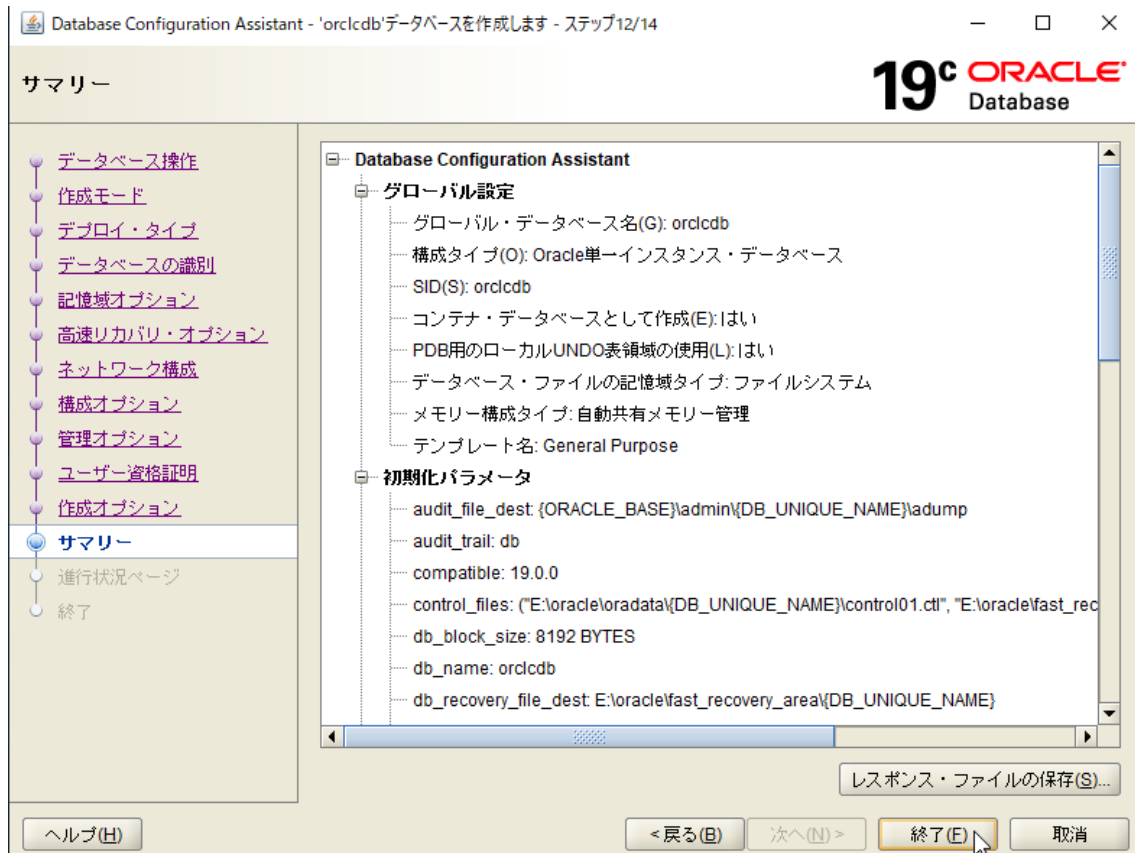 Database Configuration Assistant - 'orclcdb'データベースを作成します - ステップ12/14
サマリー
19c ORACLE
Database
データベース操作
作成モード
デプロイ・タイプ
データベースの識別
記憶域オプション
高速リカバリ・オプション
ネットワーク構成
構成オプション
管理オプション
ユーザー資格証明
作成オプション
サマリー
進行状況ページ
終了
Database Configuration Assistant
グローバル設定
グローバル・データベース名(G): orclcdb
構成タイプ(O): Oracle単一インスタンス・データベース
SID(S): orclcdb
コンテナ・データベースとして作成(E): はい
PDB用のローカルUNDO表領域の使用(L): はい
データベース・ファイルの記憶域タイプ: ファイルシステム
メモリー構成タイプ: 自動共有メモリー管理
テンプレート名: General Purpose
初期化パラメータ
audit_file_dest: {ORACLE_BASE}\admin\{DB_UNIQUE_NAME}\adump
audit_trail: db
compatible: 19.0.0
control_files: ("E:\oracle\oradata\{DB_UNIQUE_NAME}\control01.ctl", "E:\oracle\fast_rec
db_block_size: 8192 BYTES
db_name: orclcdb
db_recovery_file_dest: E:\oracle\fast_recovery_area\{DB_UNIQUE_NAME}
レスポンス・ファイルの保存(S)...
ヘルプ(H)
<戻る(B)
次へ(N)>
終了(F)
取消